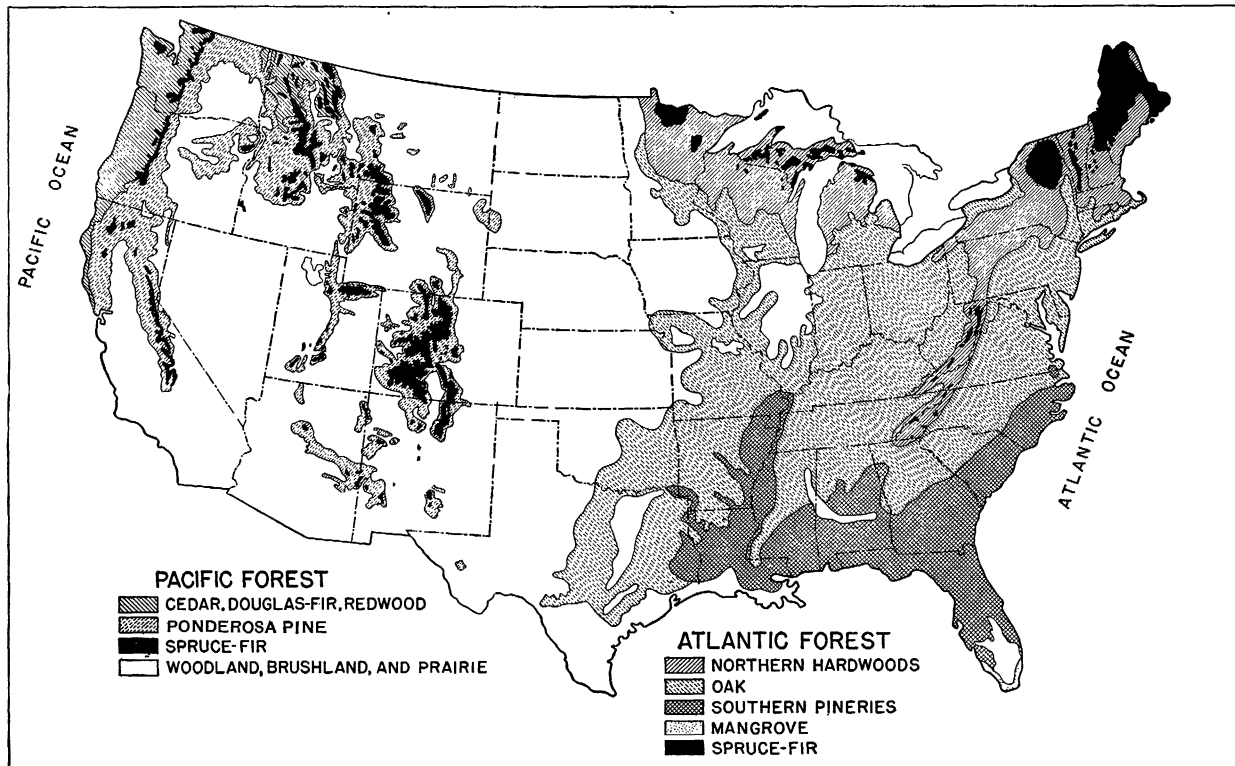 PACIFIC OCEAN
ATLANTIC OCEAN
PACIFIC FOREST
CEDAR, DOUGLAS-FIR, REDWOOD
PONDEROSA PINE
SPRUCE-FIR
WOODLAND, BRUSHLAND, AND PRAIRIE
ATLANTIC FOREST
NORTHERN HARDWOODS
OAK
SOUTHERN PINERIES
MANGROVE
SPRUCE-FIR